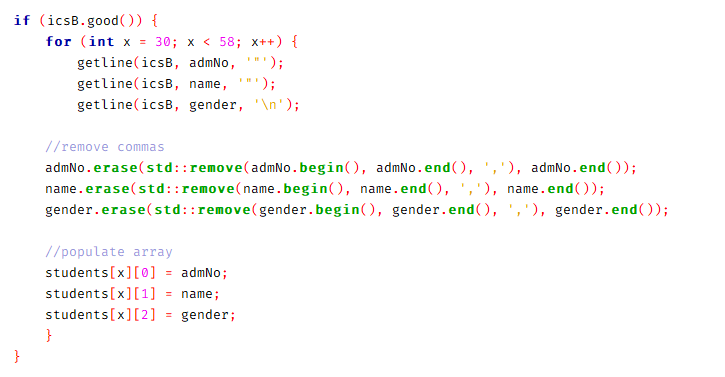 if (icsB.good()) {
    for (int x = 30; x < 58; x++) {
        getline(icsB, admNo, '"');
        getline(icsB, name, '"');
        getline(icsB, gender, '\n');

    //remove commas
    admNo.erase(std::remove(admNo.begin(), admNo.end(), ','), admNo.end());
    name.erase(std::remove(name.begin(), name.end(), ','), name.end());
    gender.erase(std::remove(gender.begin(), gender.end(), ','), gender.end());

    //populate array
    students[x][0] = admNo;
    students[x][1] = name;
    students[x][2] = gender;
    }
}